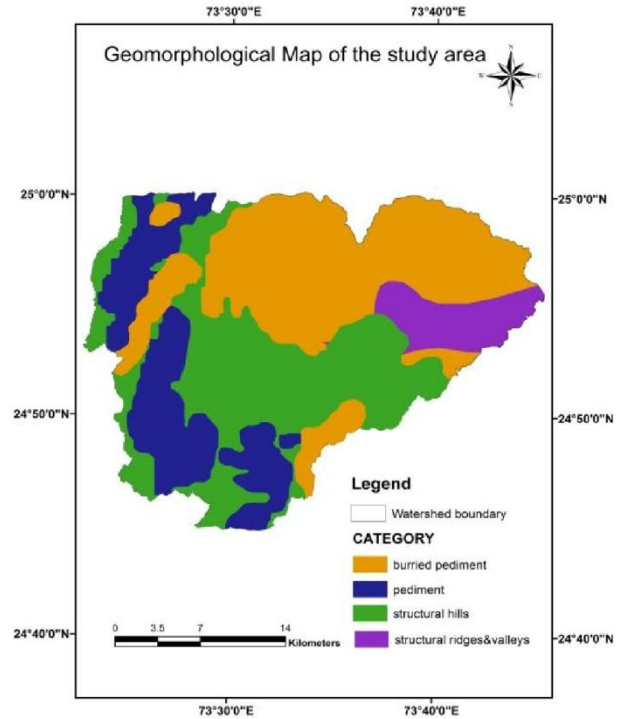 73°30'0"E 73°40'0"E
Geomorphological Map of the study area
N
W E
S
25°0'0"N 25°0'0"N
24°50'0"N 24°50'0"N
Legend
Watershed boundary
CATEGORY
burried pediment
pediment
structural hills
structural ridges&valleys
0 3.5 7 14
Kilometers
24°40'0"N 24°40'0"N
73°30'0"E 73°40'0"E